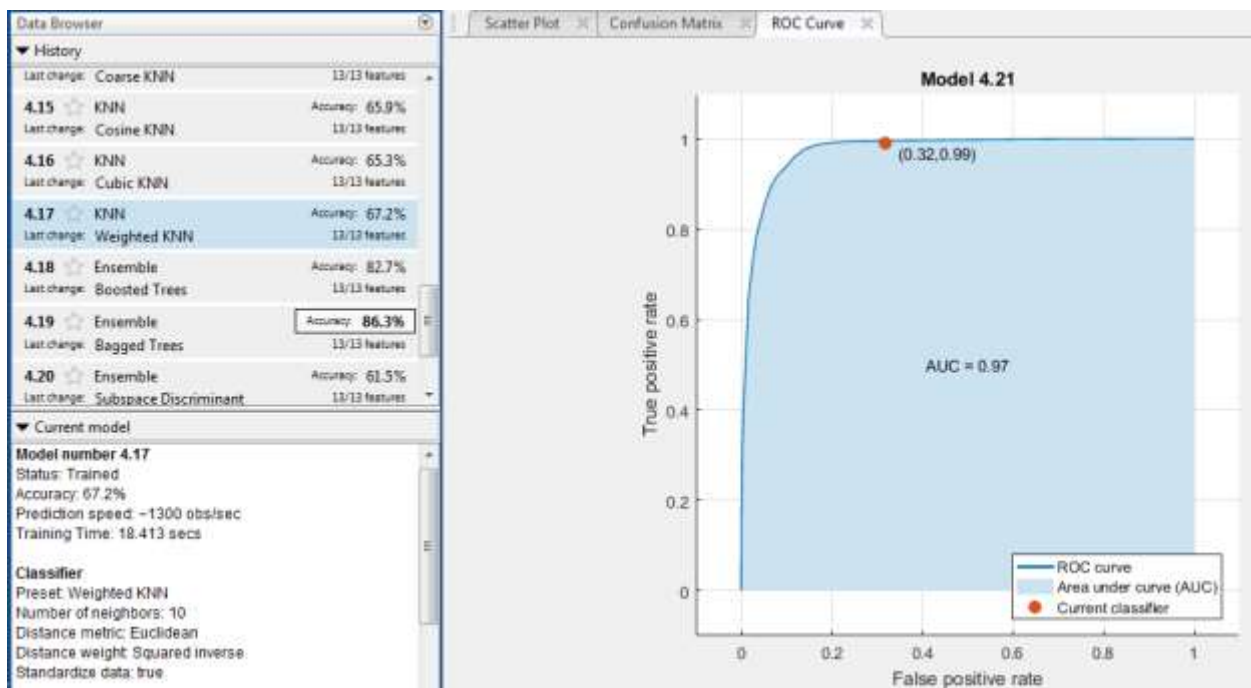 Data Browser
History
Last change: Coarse KNN 13/13 features
4.15 KNN Accuracy: 65.9%
Last change: Cosine KNN 13/13 features
4.16 KNN Accuracy: 65.3%
Last change: Cubic KNN 13/13 features
4.17 KNN Accuracy: 67.2%
Last change: Weighted KNN 13/13 features
4.18 Ensemble Accuracy: 82.7%
Last change: Boosted Trees 13/13 features
4.19 Ensemble Accuracy: 86.3%
Last change: Bagged Trees 13/13 features
4.20 Ensemble Accuracy: 61.5%
Last change: Subspace Discriminant 13/13 features
Current model
Model number 4.17
Status: Trained
Accuracy: 67.2%
Prediction speed: ~1300 obs/sec
Training Time: 18.413 secs
Classifier
Preset: Weighted KNN
Number of neighbors: 10
Distance metric: Euclidean
Distance weight: Squared inverse
Standardize data: true
Scatter Plot
Confusion Matrix
ROC Curve
Model 4.21
True positive rate
1
0.8
0.6
0.4
0.2
0
(0.32,0.99)
AUC = 0.97
ROC curve
Area under curve (AUC)
Current classifier
0
0.2
0.4
0.6
0.8
1
False positive rate